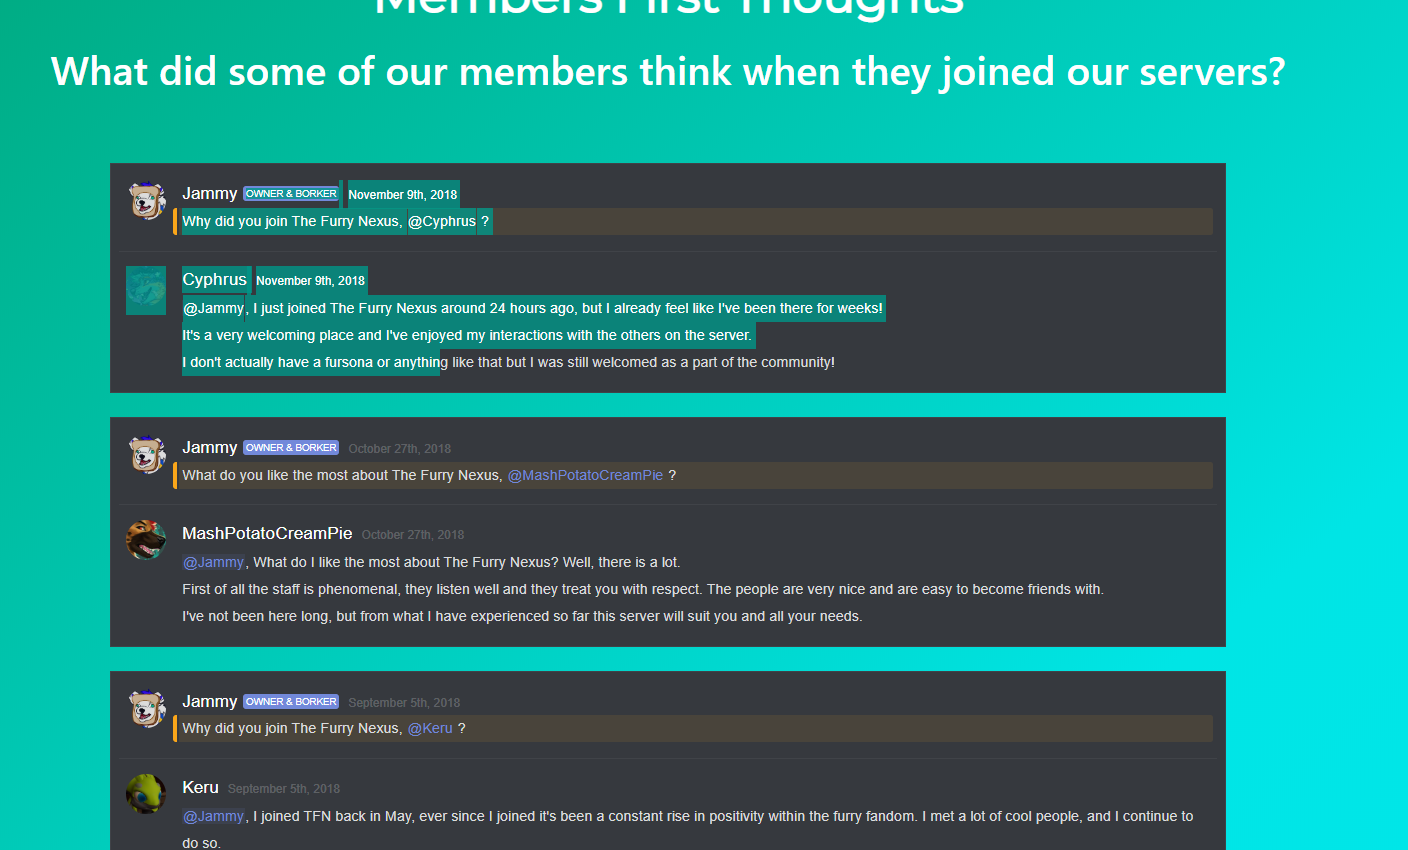 Members First Thoughts
What did some of our members think when they joined our servers?
Jammy OWNER & BORKER November 9th, 2018
Why did you join The Furry Nexus, @Cyphrus ?
Cyphrus November 9th, 2018
@Jammy, I just joined The Furry Nexus around 24 hours ago, but I already feel like I've been there for weeks!
It's a very welcoming place and I've enjoyed my interactions with the others on the server.
I don't actually have a fursona or anything like that but I was still welcomed as a part of the community!
Jammy OWNER & BORKER October 27th, 2018
What do you like the most about The Furry Nexus, @MashPotatoCreamPie ?
MashPotatoCreamPie October 27th, 2018
@Jammy, What do I like the most about The Furry Nexus? Well, there is a lot.
First of all the staff is phenomenal, they listen well and they treat you with respect. The people are very nice and are easy to become friends with.
I've not been here long, but from what I have experienced so far this server will suit you and all your needs.
Jammy OWNER & BORKER September 5th, 2018
Why did you join The Furry Nexus, @Keru ?
Keru September 5th, 2018
@Jammy, I joined TFN back in May, ever since I joined it's been a constant rise in positivity within the furry fandom. I met a lot of cool people, and I continue to
do so.